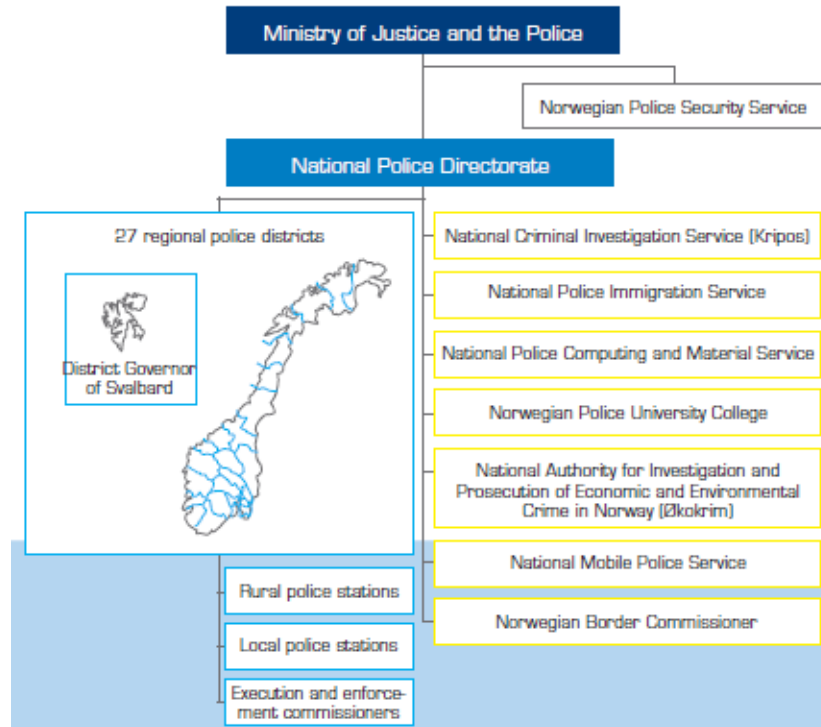 Ministry of Justice and the Police
Norwegian Police Security Service
National Police Directorate
27 regional police districts
District Governor
of Svalbard
National Criminal Investigation Service (Kripos)
National Police Immigration Service
National Police Computing and Material Service
Norwegian Police University College
National Authority for Investigation and
Prosecution of Economic and Environmental
Crime in Norway (Økokrim)
National Mobile Police Service
Norwegian Border Commissioner
Rural police stations
Local police stations
Execution and enforce-
ment commissioners